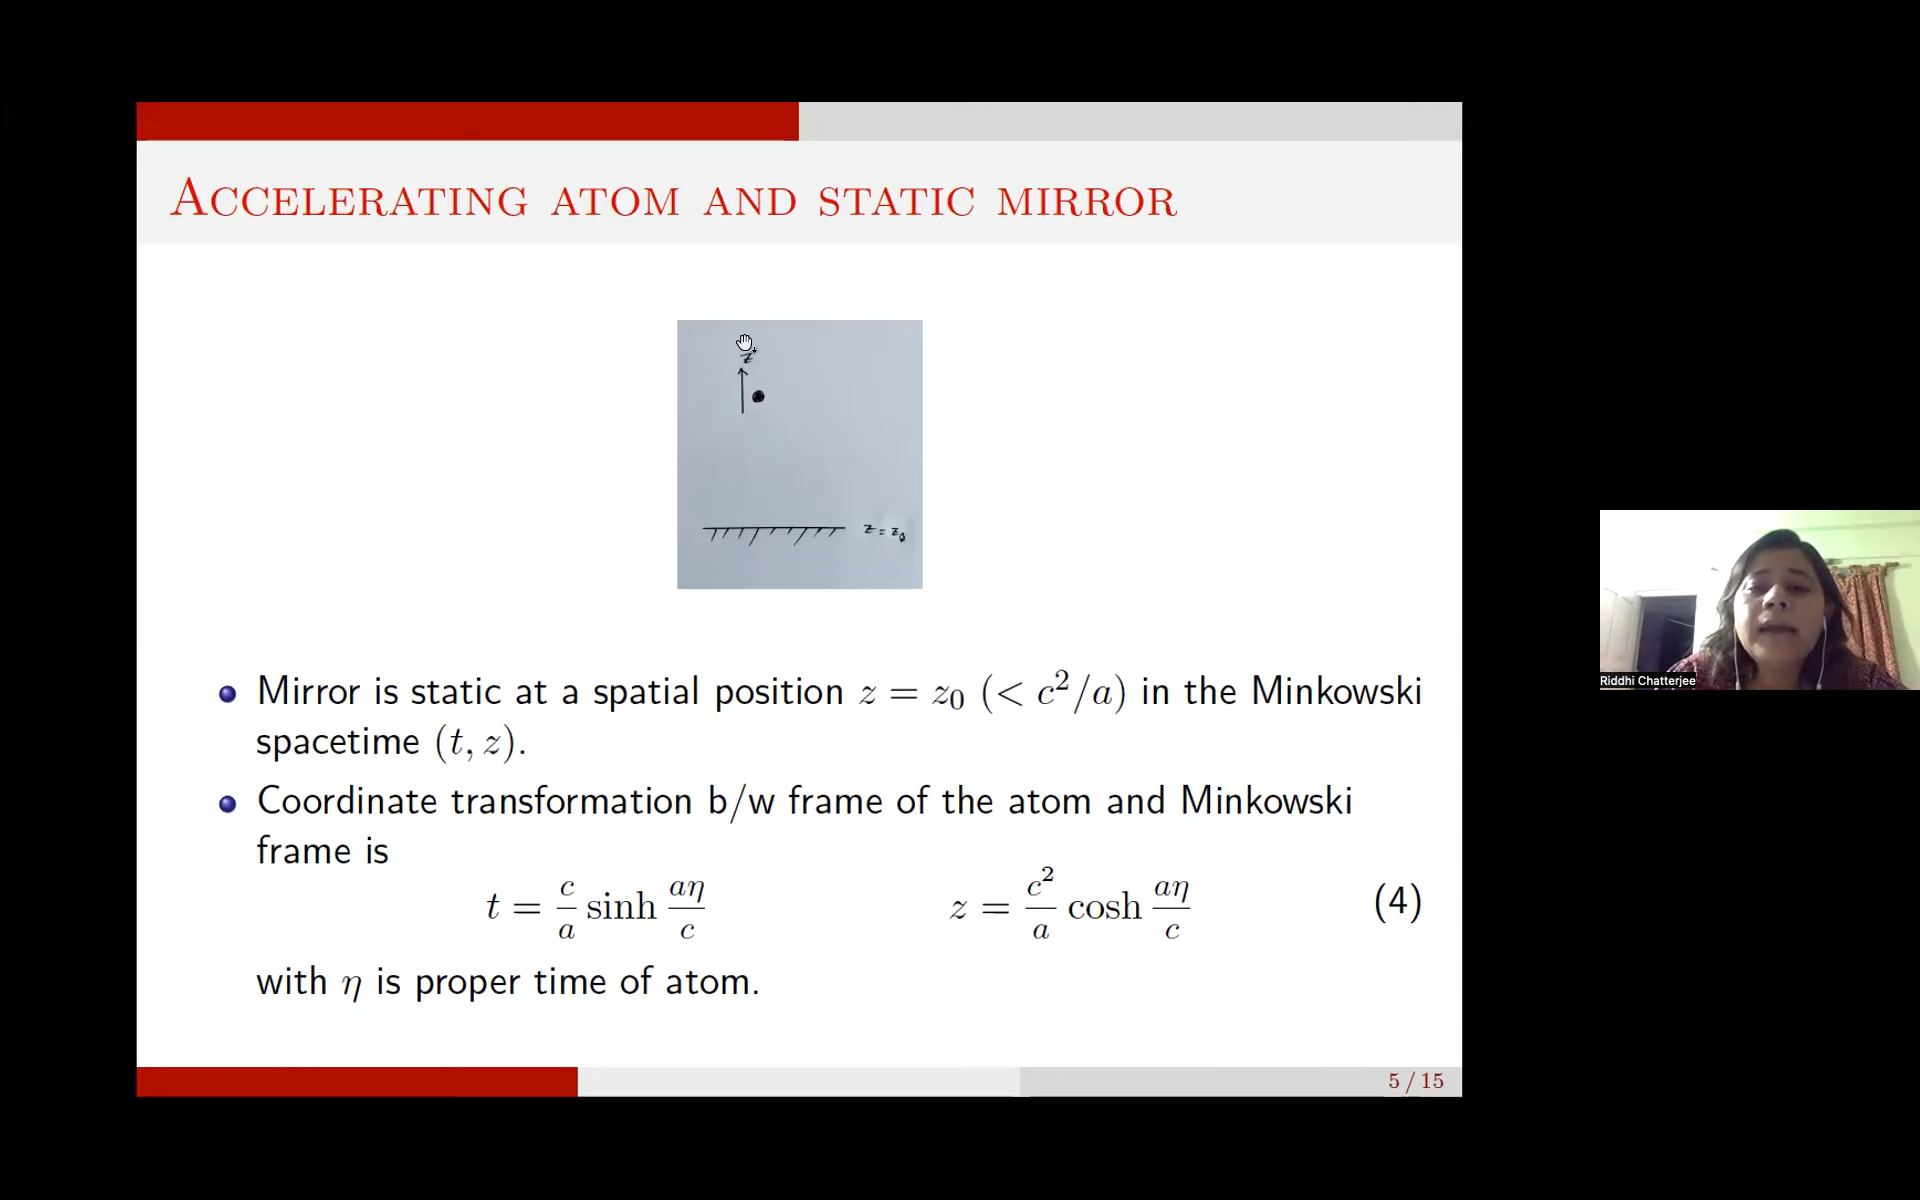 Accelerating atom and static mirror
z
z = z₀
Mirror is static at a spatial position z = z₀ (< c²/a) in the Minkowski
spacetime (t, z).
Coordinate transformation b/w frame of the atom and Minkowski
frame is
t = c/a sinh aη/c    z = c²/a cosh aη/c    (4)
with η is proper time of atom.
Riddhi Chatterjee
5 / 15